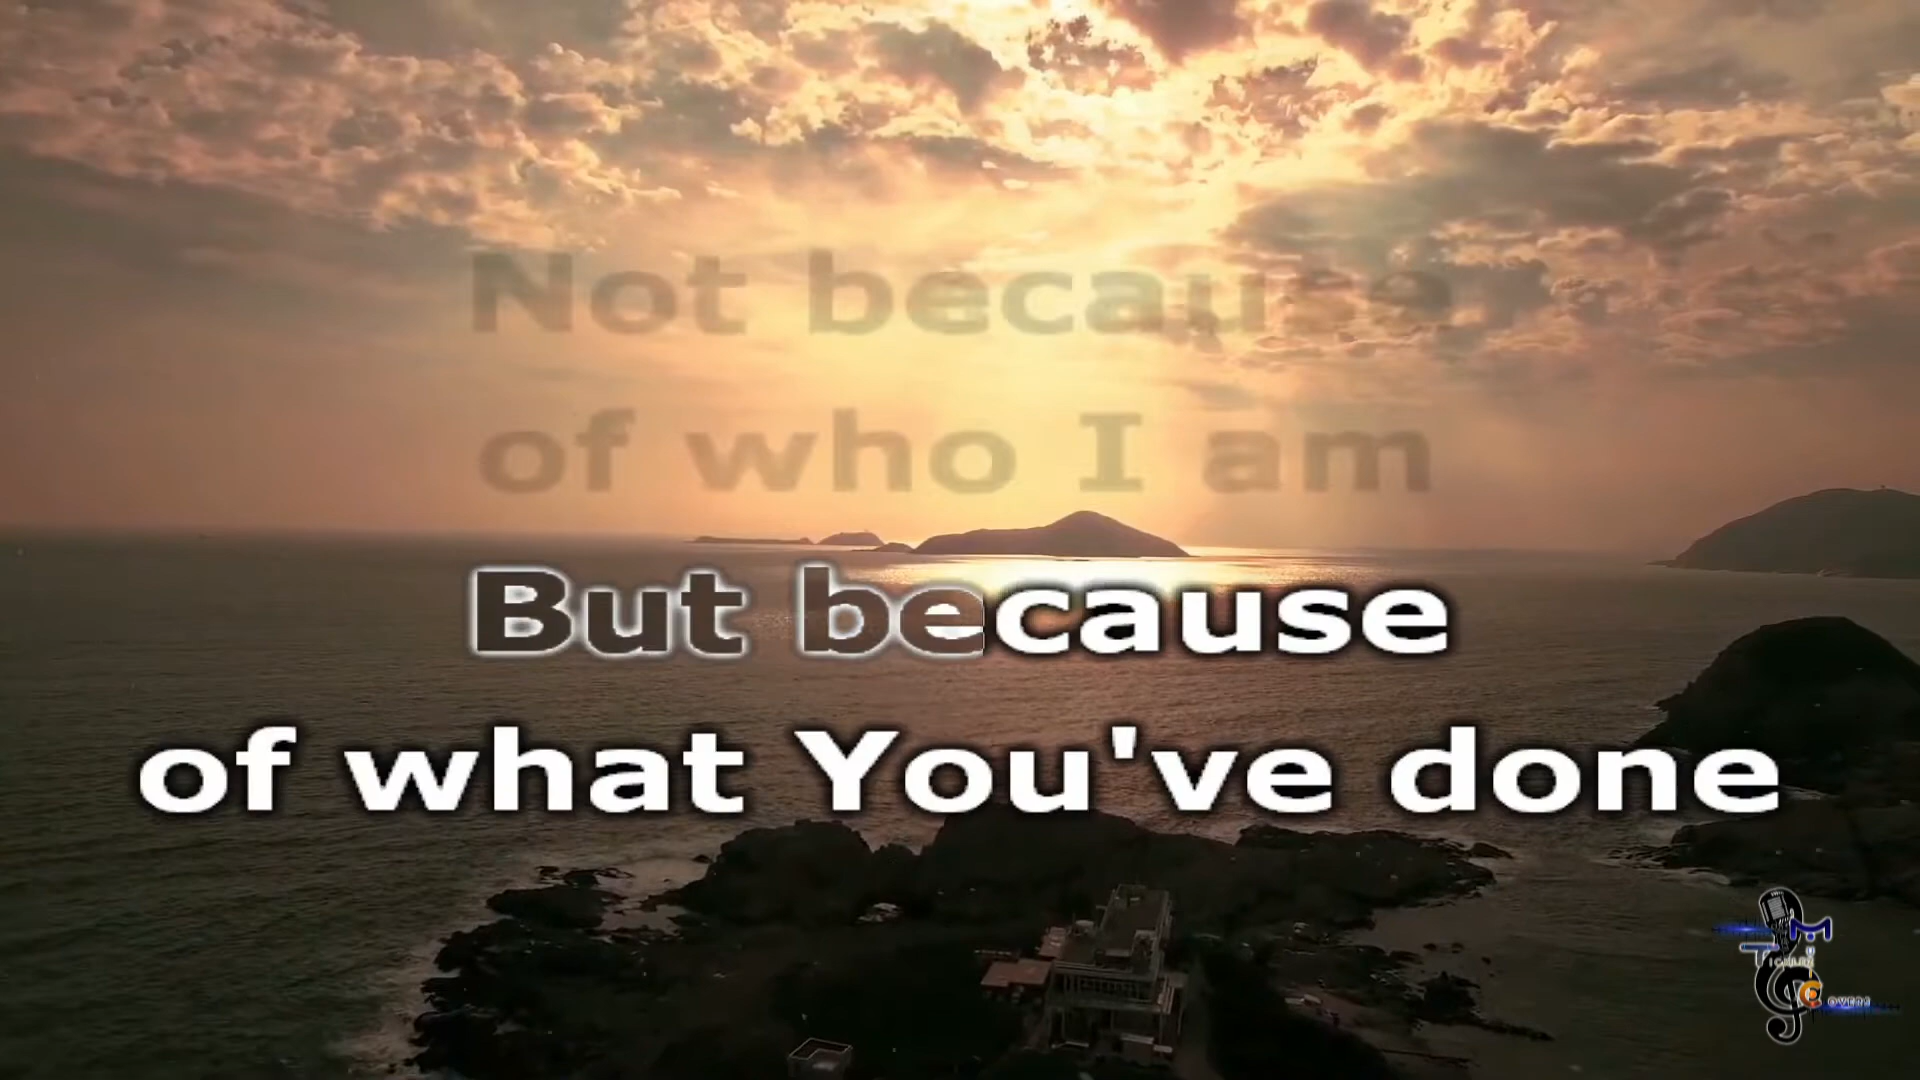 Not because
of who I am
But because
of what You've done